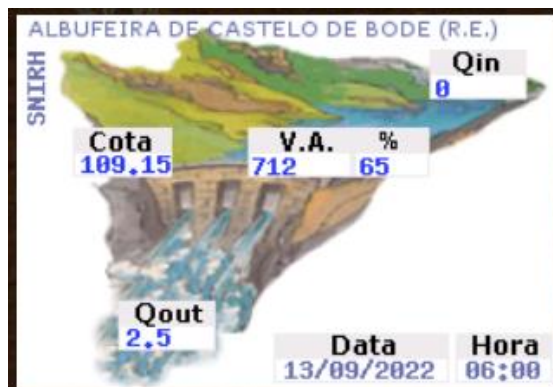 ALBUFEIRA DE CASTELO DE BODE (R.E.)
SNIRH
Qin
0
Cota
109.15
V.A. %
712 65
Qout
2.5
Data Hora
13/09/2022 06:00